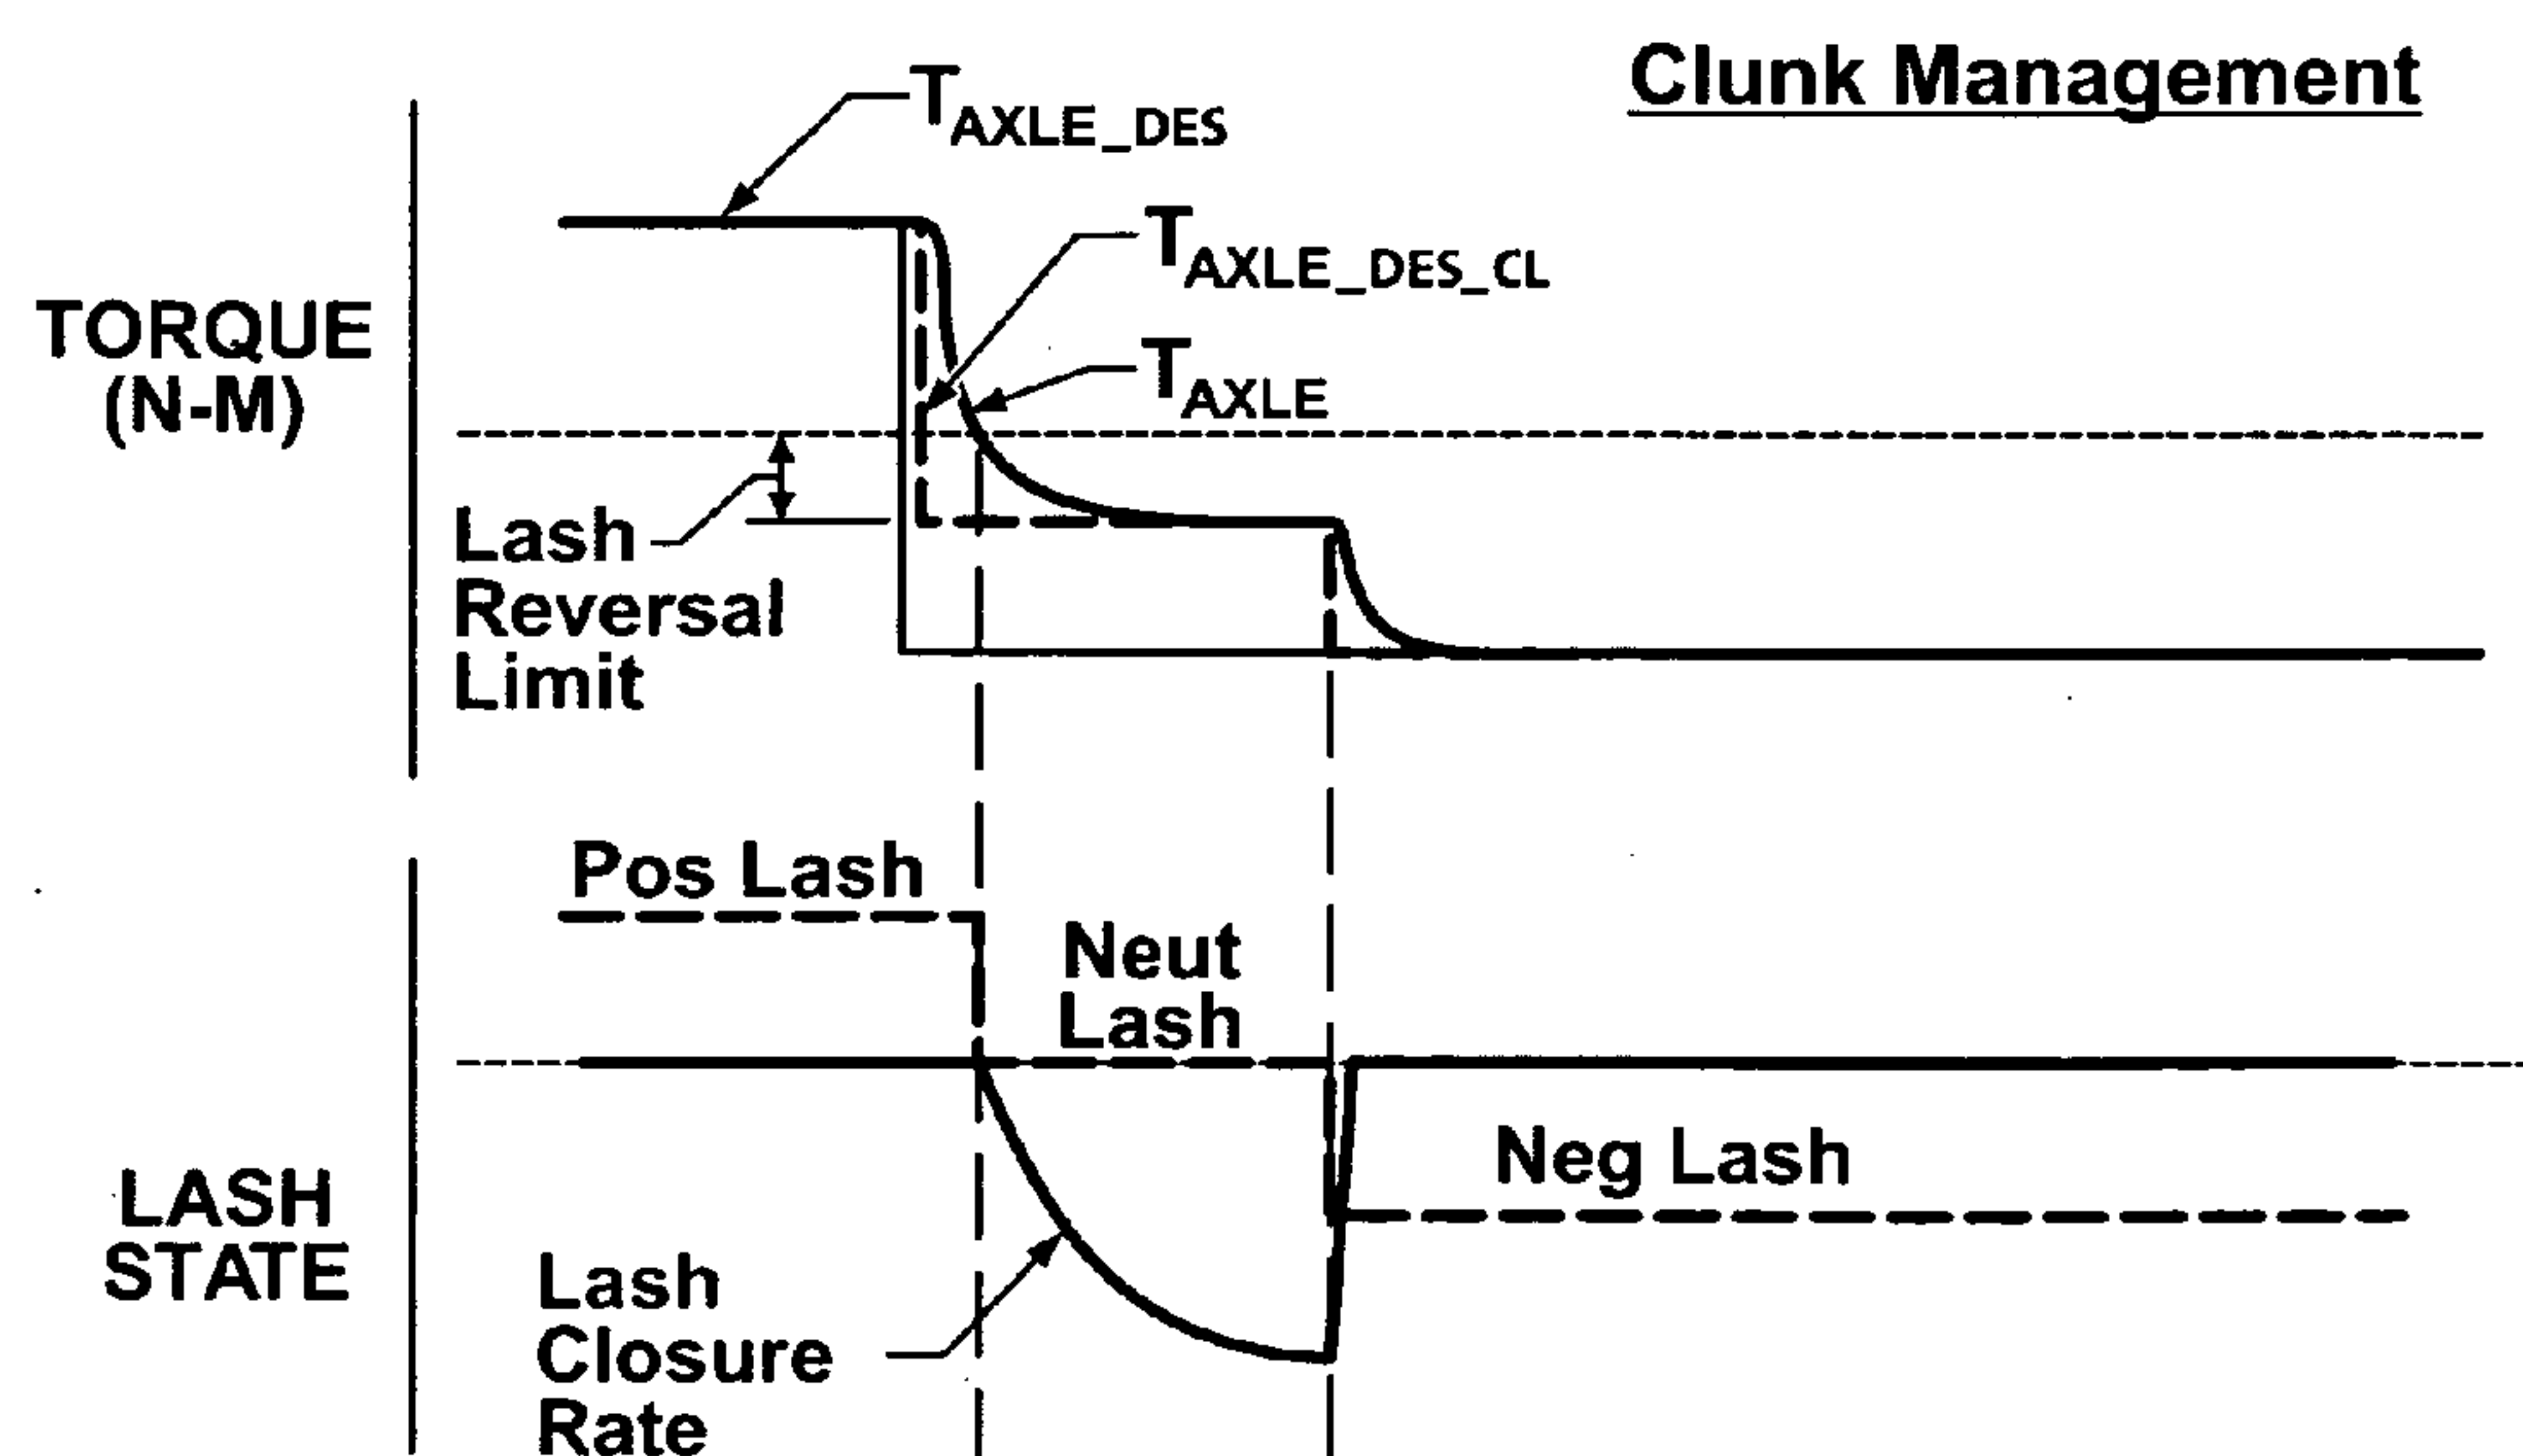 Clunk Management
TAXLE_DES
TAXLE_DES_CL
TAXLE
TORQUE
(N-M)
Lash
Reversal
Limit
Pos Lash
Neut
Lash
Neg Lash
LASH
STATE
Lash
Closure
Rate